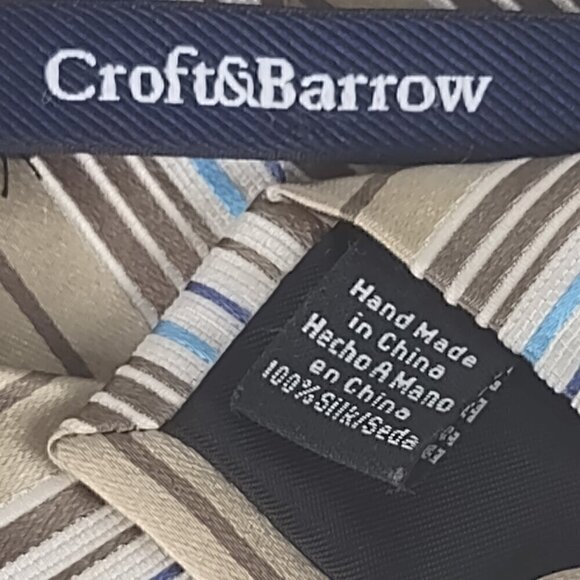 Croft&Barrow
Hand Made
in China
Hecho A Mano
en China
100%Silk/Seda